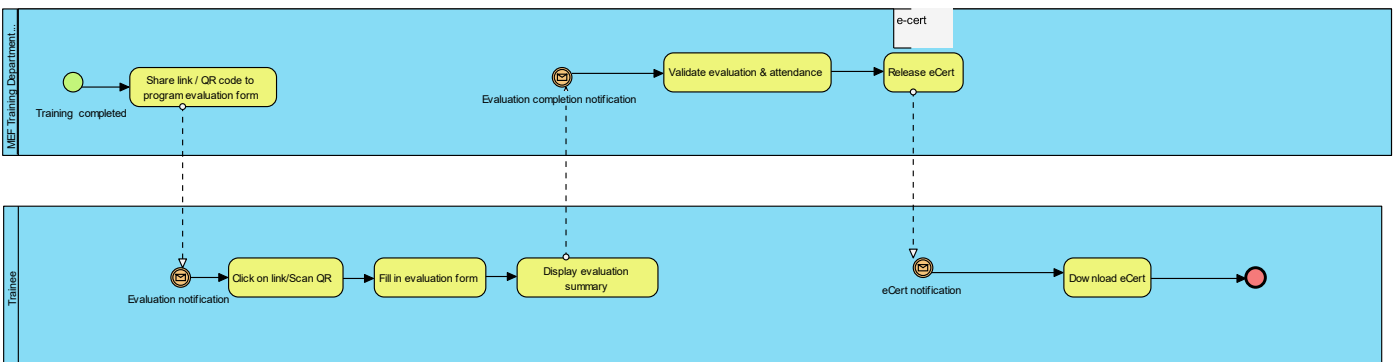 MEF Training Department...
e-cert
Share link / QR code to
program evaluation form
Training completed
Evaluation completion notification
Validate evaluation & attendance
Release eCert
Trainee
Evaluation notification
Click on link/Scan QR
Fill in evaluation form
Display evaluation
summary
eCert notification
Download eCert